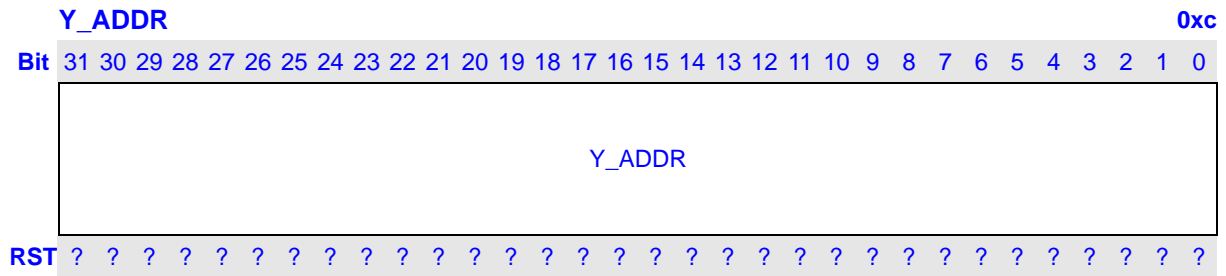 Y_ADDR 0xc
Bit 31 30 29 28 27 26 25 24 23 22 21 20 19 18 17 16 15 14 13 12 11 10 9 8 7 6 5 4 3 2 1 0
Y_ADDR
RST ? ? ? ? ? ? ? ? ? ? ? ? ? ? ? ? ? ? ? ? ? ? ? ? ? ? ? ? ? ? ? ?